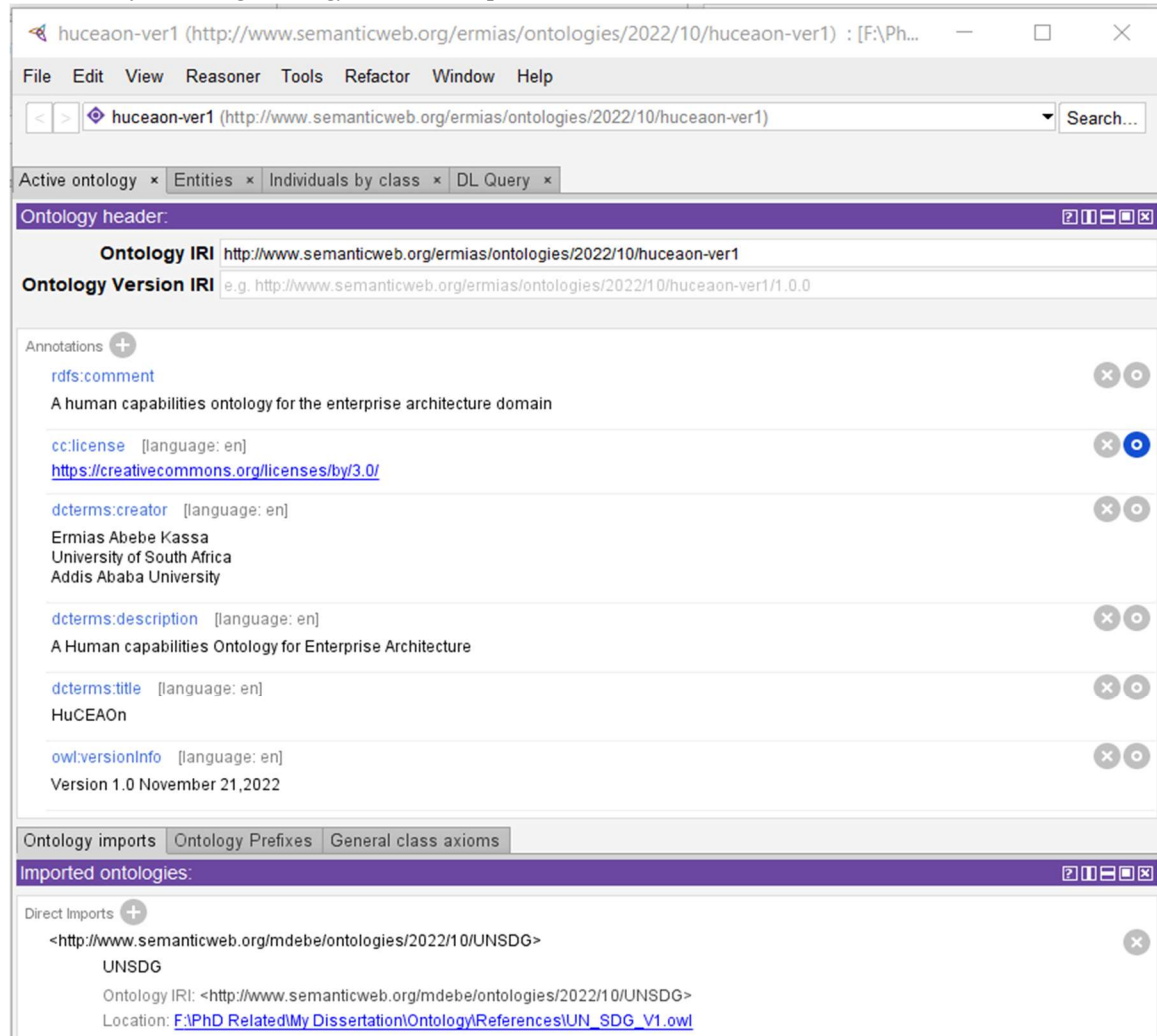 huceaon-ver1 (http://www.semanticweb.org/ermias/ontologies/2022/10/huceaon-ver1) : [F:\Ph...
File Edit View Reasoner Tools Refactor Window Help
< > huceaon-ver1 (http://www.semanticweb.org/ermias/ontologies/2022/10/huceaon-ver1) Search...
Active ontology × Entities × Individuals by class × DL Query ×
Ontology header:
Ontology IRI http://www.semanticweb.org/ermias/ontologies/2022/10/huceaon-ver1
Ontology Version IRI e.g. http://www.semanticweb.org/ermias/ontologies/2022/10/huceaon-ver1/1.0.0
Annotations
rdfs:comment
A human capabilities ontology for the enterprise architecture domain
cc:license [language: en]
https://creativecommons.org/licenses/by/3.0/
dcterms:creator [language: en]
Ermias Abebe Kassa
University of South Africa
Addis Ababa University
dcterms:description [language: en]
A Human capabilities Ontology for Enterprise Architecture
dcterms:title [language: en]
HuCEAOn
owl:versionInfo [language: en]
Version 1.0 November 21,2022
Ontology imports Ontology Prefixes General class axioms
Imported ontologies:
Direct Imports
<http://www.semanticweb.org/mdebe/ontologies/2022/10/UNSDG>
UNSDG
Ontology IRI: <http://www.semanticweb.org/mdebe/ontologies/2022/10/UNSDG>
Location: F:\PhD Related\My Dissertation\Ontology\References\UN_SDG_V1.owl